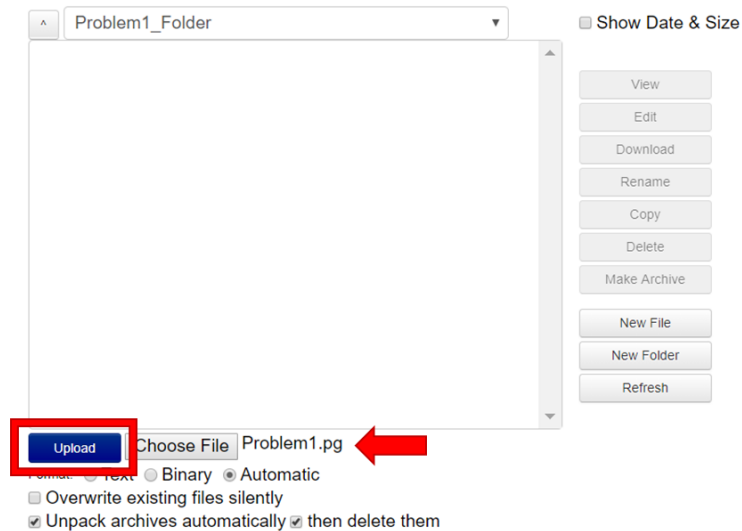 ^ Problem1_Folder
Show Date & Size
View
Edit
Download
Rename
Copy
Delete
Make Archive
New File
New Folder
Refresh
Upload Choose File Problem1.pg
Format: Text Binary Automatic
Overwrite existing files silently
Unpack archives automatically then delete them